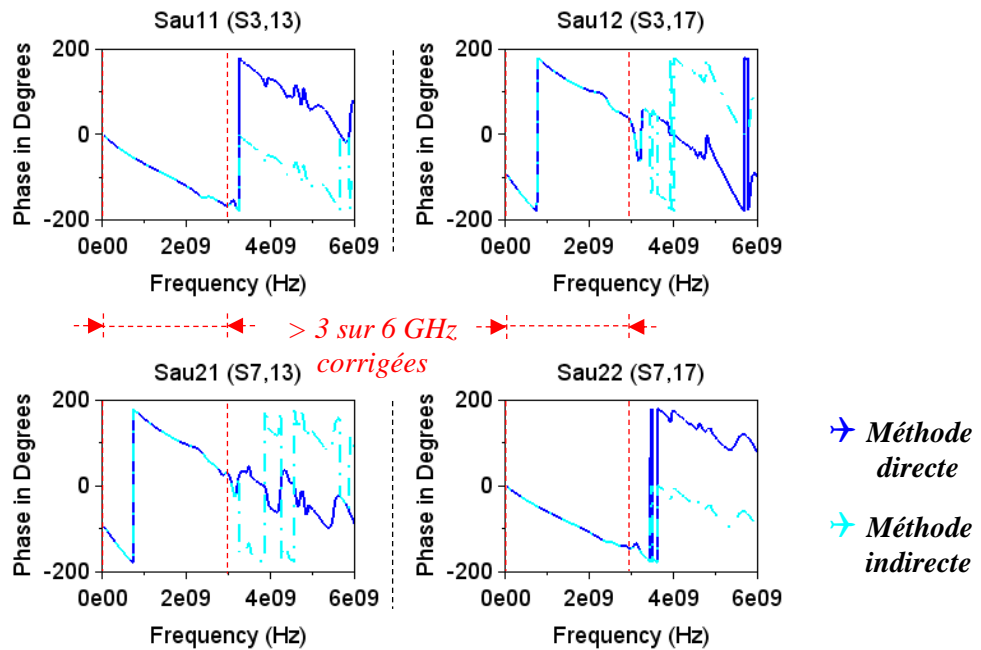 Sau11 (S3,13)
Phase in Degrees
200
0
-200
0e00 2e09 4e09 6e09
Frequency (Hz)
Sau12 (S3,17)
Phase in Degrees
200
0
-200
0e00 2e09 4e09 6e09
Frequency (Hz)
> 3 sur 6 GHz
corrigées
Sau21 (S7,13)
Phase in Degrees
200
0
-200
0e00 2e09 4e09 6e09
Frequency (Hz)
Sau22 (S7,17)
Phase in Degrees
200
0
-200
0e00 2e09 4e09 6e09
Frequency (Hz)
Méthode
directe
Méthode
indirecte